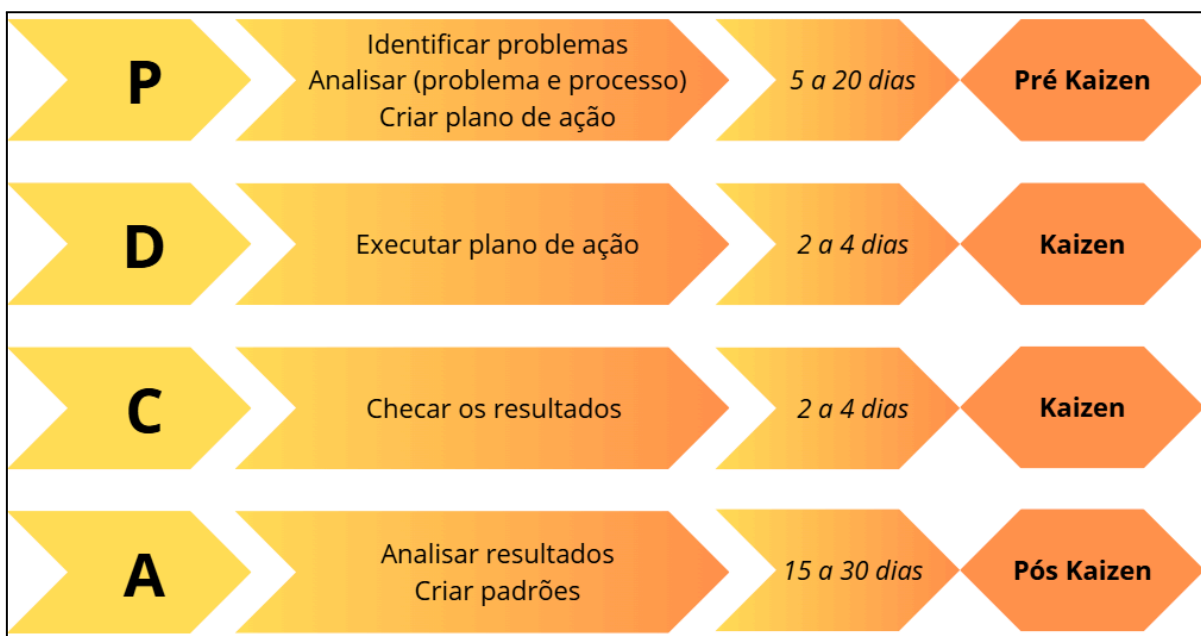 P
Identificar problemas
Analisar (problema e processo)
Criar plano de ação
5 a 20 dias
Pré Kaizen
D
Executar plano de ação
2 a 4 dias
Kaizen
C
Checar os resultados
2 a 4 dias
Kaizen
A
Analisar resultados
Criar padrões
15 a 30 dias
Pós Kaizen